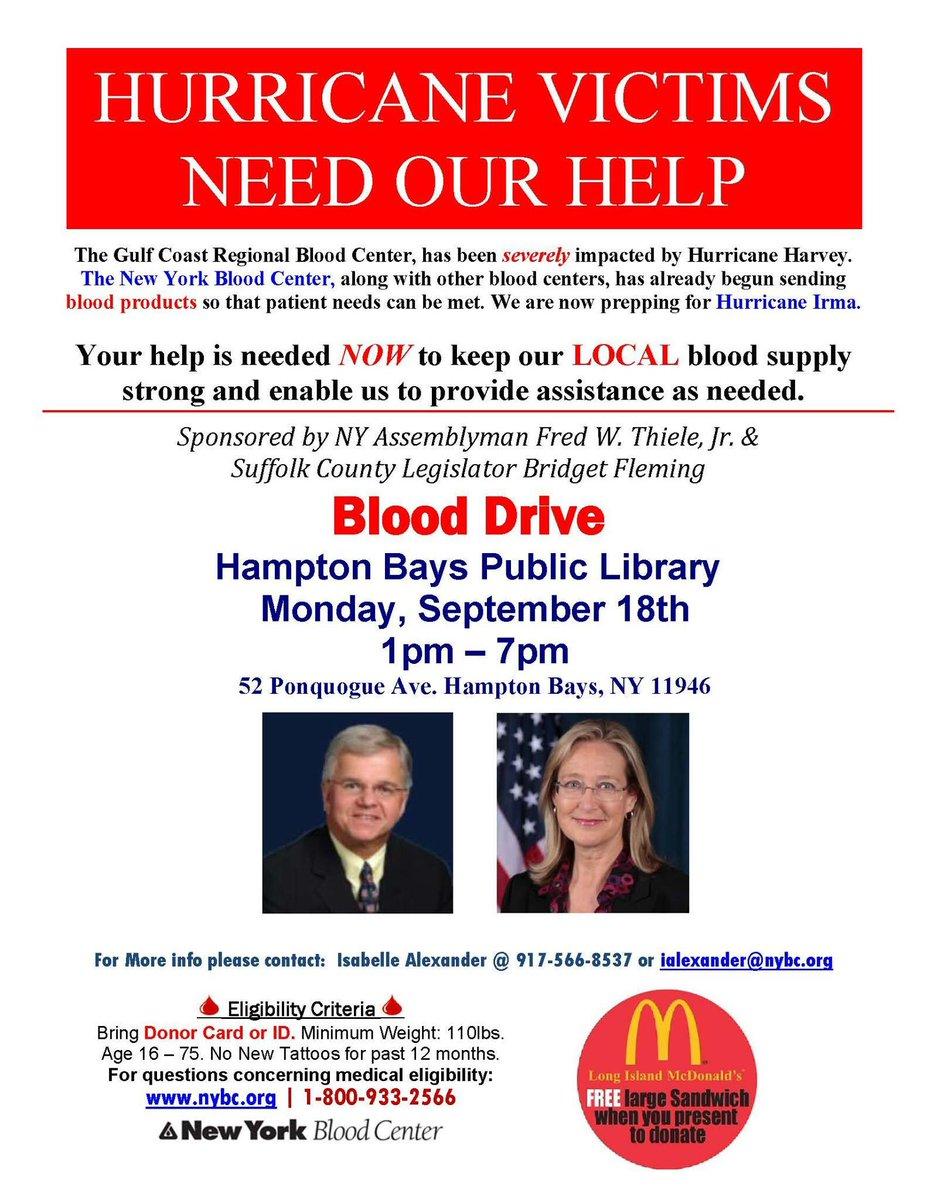 HURRICANE VICTIMS
NEED OUR HELP
The Gulf Coast Regional Blood Center, has been severely impacted by Hurricane Harvey.
The New York Blood Center, along with other blood centers, has already begun sending
blood products so that patient needs can be met. We are now prepping for Hurricane Irma.
Your help is needed NOW to keep our LOCAL blood supply
strong and enable us to provide assistance as needed.
Sponsored by NY Assemblyman Fred W. Thiele, Jr. &
Suffolk County Legislator Bridget Fleming
Blood Drive
Hampton Bays Public Library
Monday, September 18th
1pm – 7pm
52 Ponquogue Ave. Hampton Bays, NY 11946
For More info please contact: Isabelle Alexander @ 917-566-8537 or ialexander@nybc.org
Eligibility Criteria
Bring Donor Card or ID. Minimum Weight: 110lbs.
Age 16 – 75. No New Tattoos for past 12 months.
For questions concerning medical eligibility:
www.nybc.org | 1-800-933-2566
New York Blood Center
Long Island McDonald's®
FREE large Sandwich
when you present
to donate